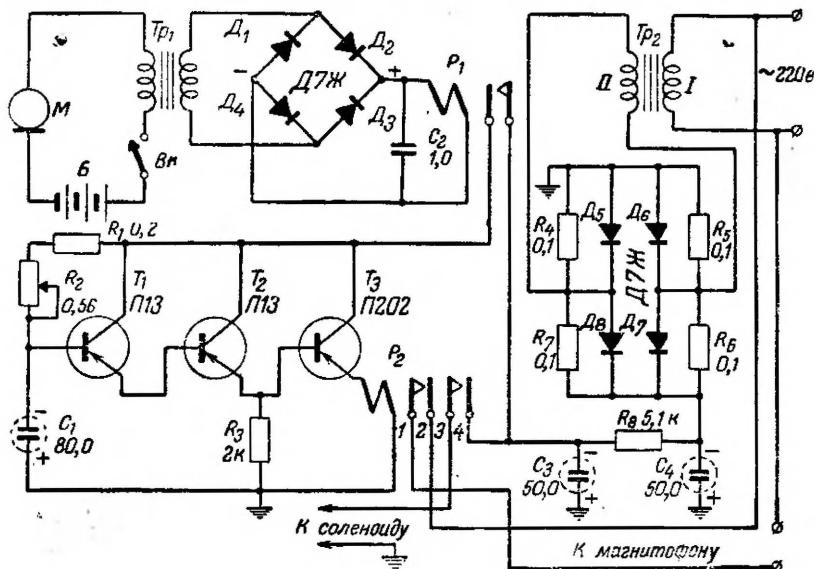 Тр₁
Д₁
Д₂
Д₃
Д₄
Д7Ж
-
+
Р₁
С₂
1,0
М
Вк
Б
Тр₂
II
I
~220в
R₁ 0,2
R₂
0,56
Т₁
П13
Т₂
П13
Т₃
П202
Р₂
R₃
2к
С₁
80,0
-
+
1
2
3
4
R₄
0,1
Д₅
Д₆
R₅
0,1
Д7Ж
R₇
0,1
Д₈
Д₇
R₆
0,1
R₈ 5,1к
С₃
50,0
-
+
С₄
50,0
-
+
К соленоиду
К магнитофону